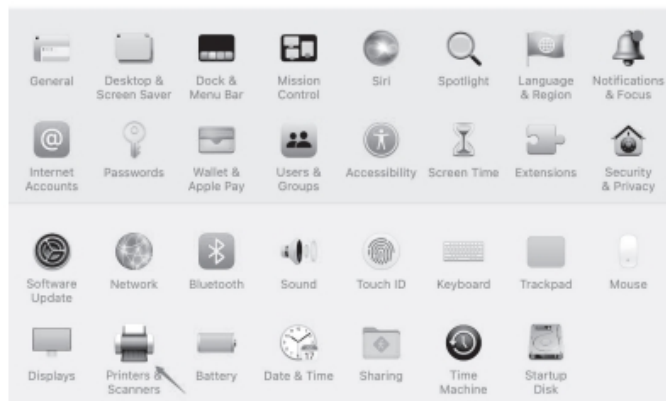 General Desktop & Dock & Mission Siri Spotlight Language Notifications
Screen Saver Menu Bar Control & Region & Focus
@
Internet Passwords Wallet & Users & Accessibility Screen Time Extensions Security
Accounts Apple Pay Groups & Privacy
Software Network Bluetooth Sound Touch ID Keyboard Trackpad Mouse
Update
17
Displays Printers & Battery Date & Time Sharing Time Startup
Scanners Machine Disk